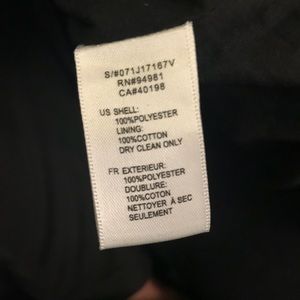 S/#071J17167V
RN#94981
CA#40198
US SHELL:
100%POLYESTER
LINING:
100%COTTON
DRY CLEAN ONLY
FR EXTERIEUR:
100%POLYESTER
DOUBLURE:
100%COTON
NETTOYER À SEC
SEULEMENT